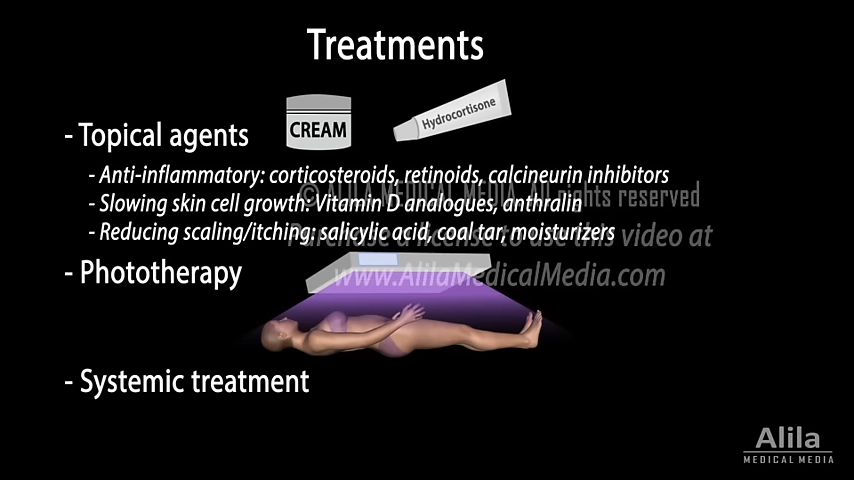 Treatments
CREAM
Hydrocortisone
- Topical agents
- Anti-inflammatory: corticosteroids, retinoids, calcineurin inhibitors
© ALILA MEDICAL MEDIA. All rights reserved
- Slowing skin cell growth: Vitamin D analogues, anthralin
- Reducing scaling/itching: salicylic acid, coal tar, moisturizers
Purchase a license to use this video at
- Phototherapy
www.AlilaMedicalMedia.com
- Systemic treatment
Alila
MEDICAL MEDIA